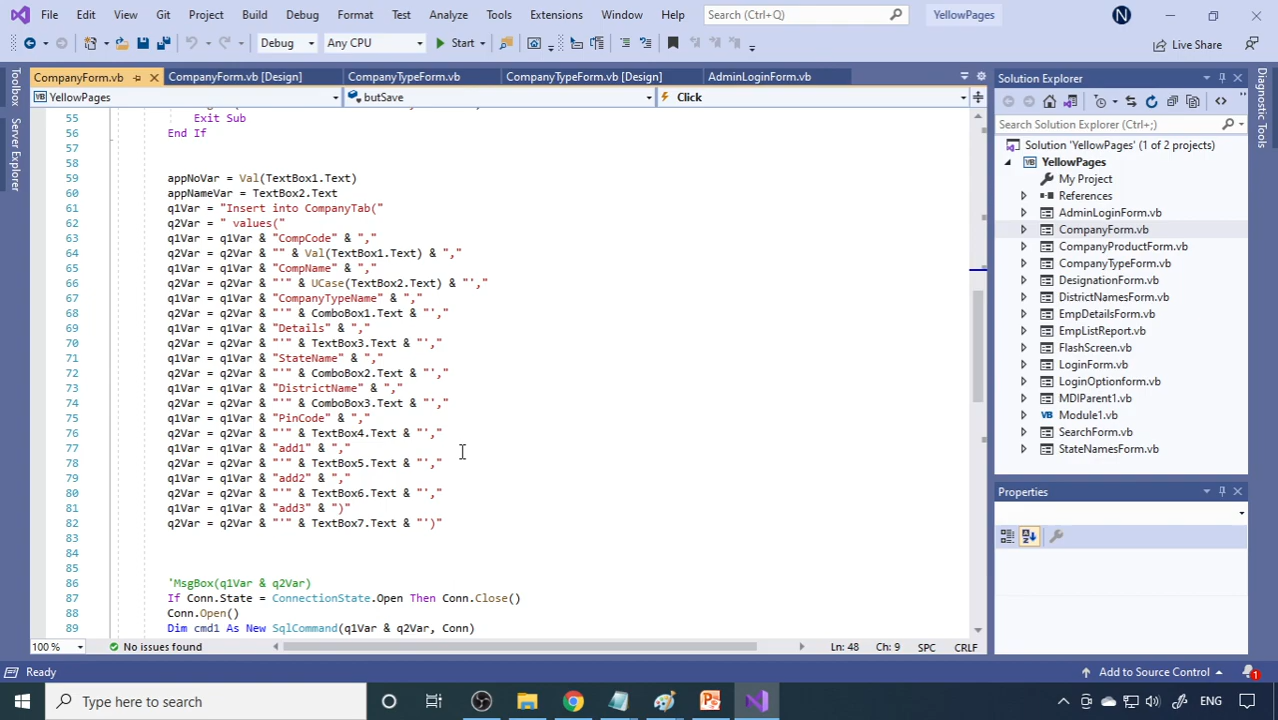 File Edit View Git Project Build Debug Format Test Analyze Tools Extensions Window Help Search (Ctrl+Q) YellowPages N
Debug Any CPU Start Live Share
Toolbox
Server Explorer
CompanyForm.vb CompanyForm.vb [Design] CompanyTypeForm.vb CompanyTypeForm.vb [Design] AdminLoginForm.vb
YellowPages butSave Click
55 Exit Sub
56 End If
57
58
59 appNoVar = Val(TextBox1.Text)
60 appNameVar = TextBox2.Text
61 q1Var = "Insert into CompanyTab("
62 q2Var = " values("
63 q1Var = q1Var & "CompCode" & ","
64 q2Var = q2Var & "" & Val(TextBox1.Text) & ","
65 q1Var = q1Var & "CompName" & ","
66 q2Var = q2Var & "'" & UCase(TextBox2.Text) & "',"
67 q1Var = q1Var & "CompanyTypeName" & ","
68 q2Var = q2Var & "'" & ComboBox1.Text & "',"
69 q1Var = q1Var & "Details" & ","
70 q2Var = q2Var & "'" & TextBox3.Text & "',"
71 q1Var = q1Var & "StateName" & ","
72 q2Var = q2Var & "'" & ComboBox2.Text & "',"
73 q1Var = q1Var & "DistrictName" & ","
74 q2Var = q2Var & "'" & ComboBox3.Text & "',"
75 q1Var = q1Var & "PinCode" & ","
76 q2Var = q2Var & "'" & TextBox4.Text & "',"
77 q1Var = q1Var & "add1" & ","
78 q2Var = q2Var & "'" & TextBox5.Text & "',"
79 q1Var = q1Var & "add2" & ","
80 q2Var = q2Var & "'" & TextBox6.Text & "',"
81 q1Var = q1Var & "add3" & ")"
82 q2Var = q2Var & "'" & TextBox7.Text & "')"
83
84
85
86 'MsgBox(q1Var & q2Var)
87 If Conn.State = ConnectionState.Open Then Conn.Close()
88 Conn.Open()
89 Dim cmd1 As New SqlCommand(q1Var & q2Var, Conn)
100 % No issues found Ln: 48 Ch: 9 SPC CRLF
Solution Explorer
Search Solution Explorer (Ctrl+;)
Solution 'YellowPages' (1 of 2 projects)
YellowPages
My Project
References
AdminLoginForm.vb
CompanyForm.vb
CompanyProductForm.vb
CompanyTypeForm.vb
DesignationForm.vb
DistrictNamesForm.vb
EmpDetailsForm.vb
EmpListReport.vb
FlashScreen.vb
LoginForm.vb
LoginOptionform.vb
MDIParent1.vb
Module1.vb
SearchForm.vb
StateNamesForm.vb
Properties
Diagnostic Tools
Ready Add to Source Control 1
Type here to search ENG